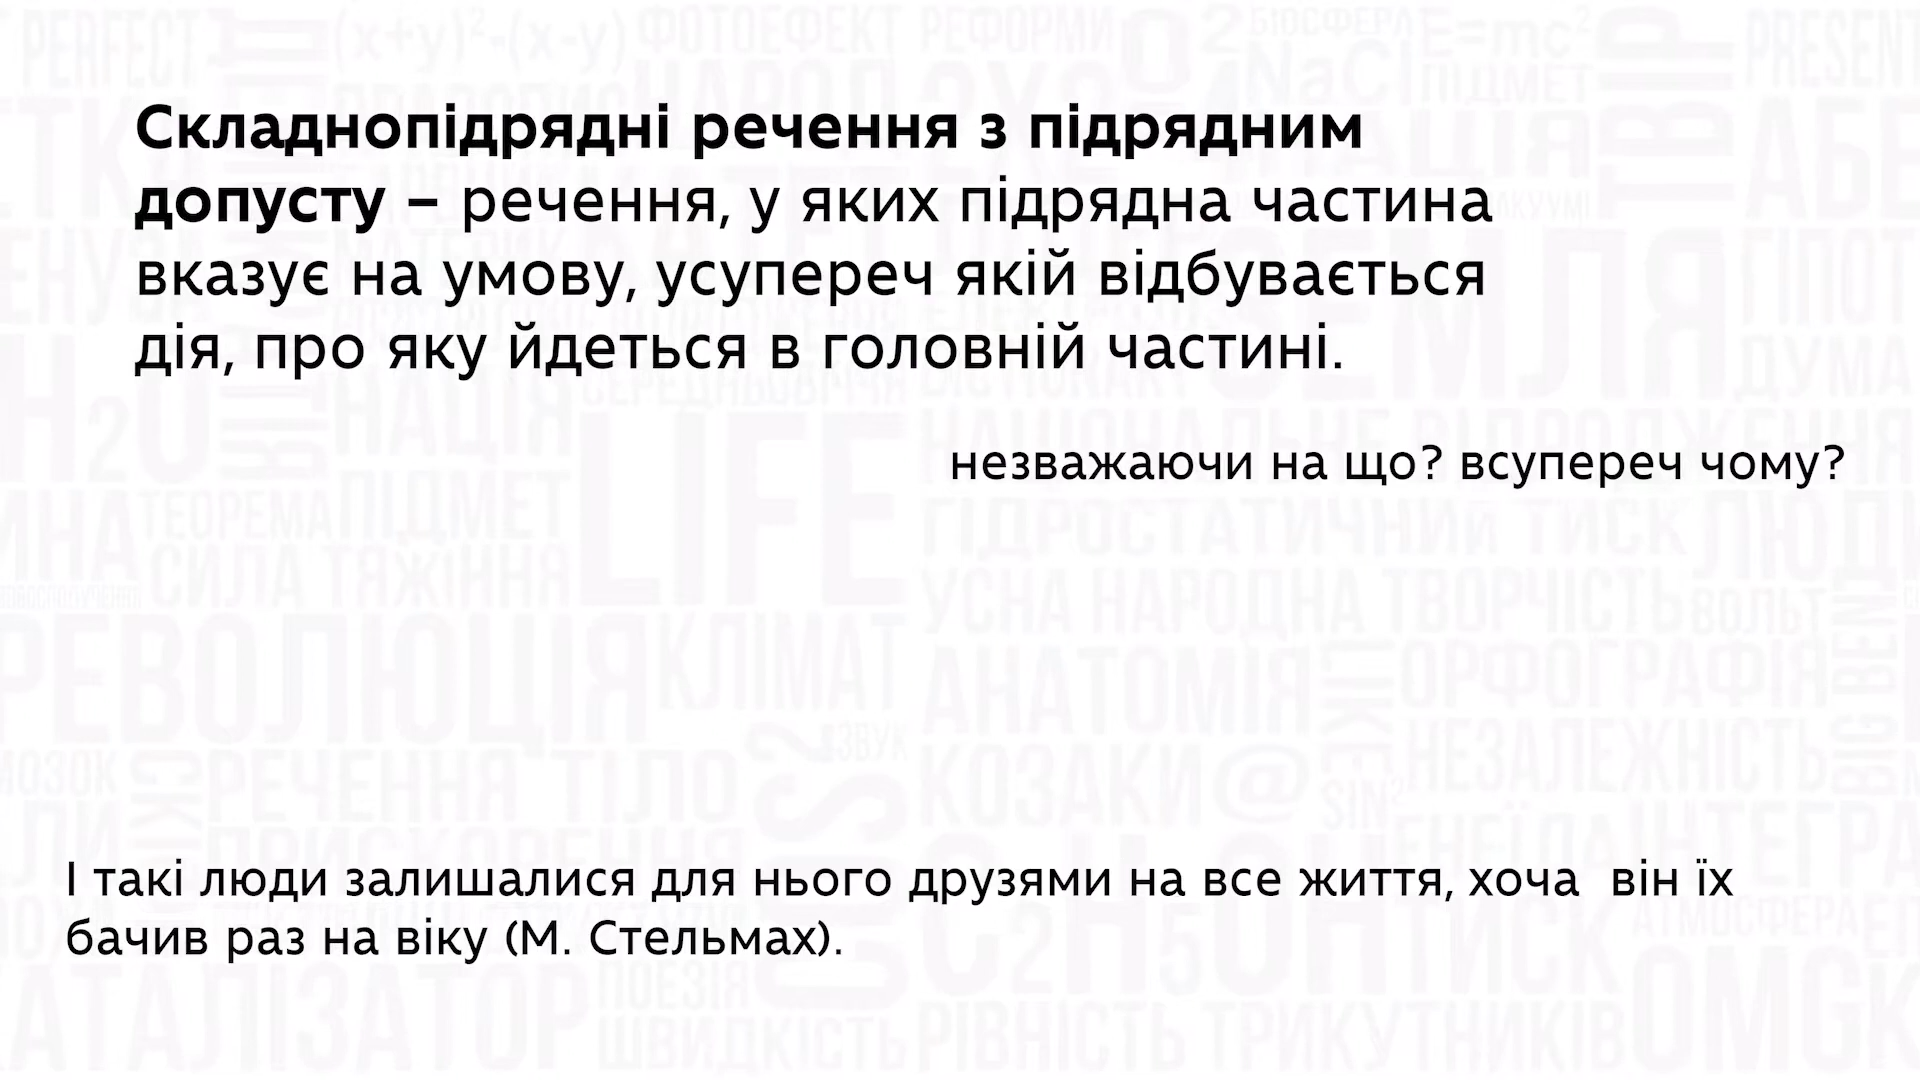 Складнопідрядні речення з підрядним
допусту – речення, у яких підрядна частина
вказує на умову, усупереч якій відбувається
дія, про яку йдеться в головній частині.
незважаючи на що? всупереч чому?
І такі люди залишалися для нього друзями на все життя, хоча він їх
бачив раз на віку (М. Стельмах).